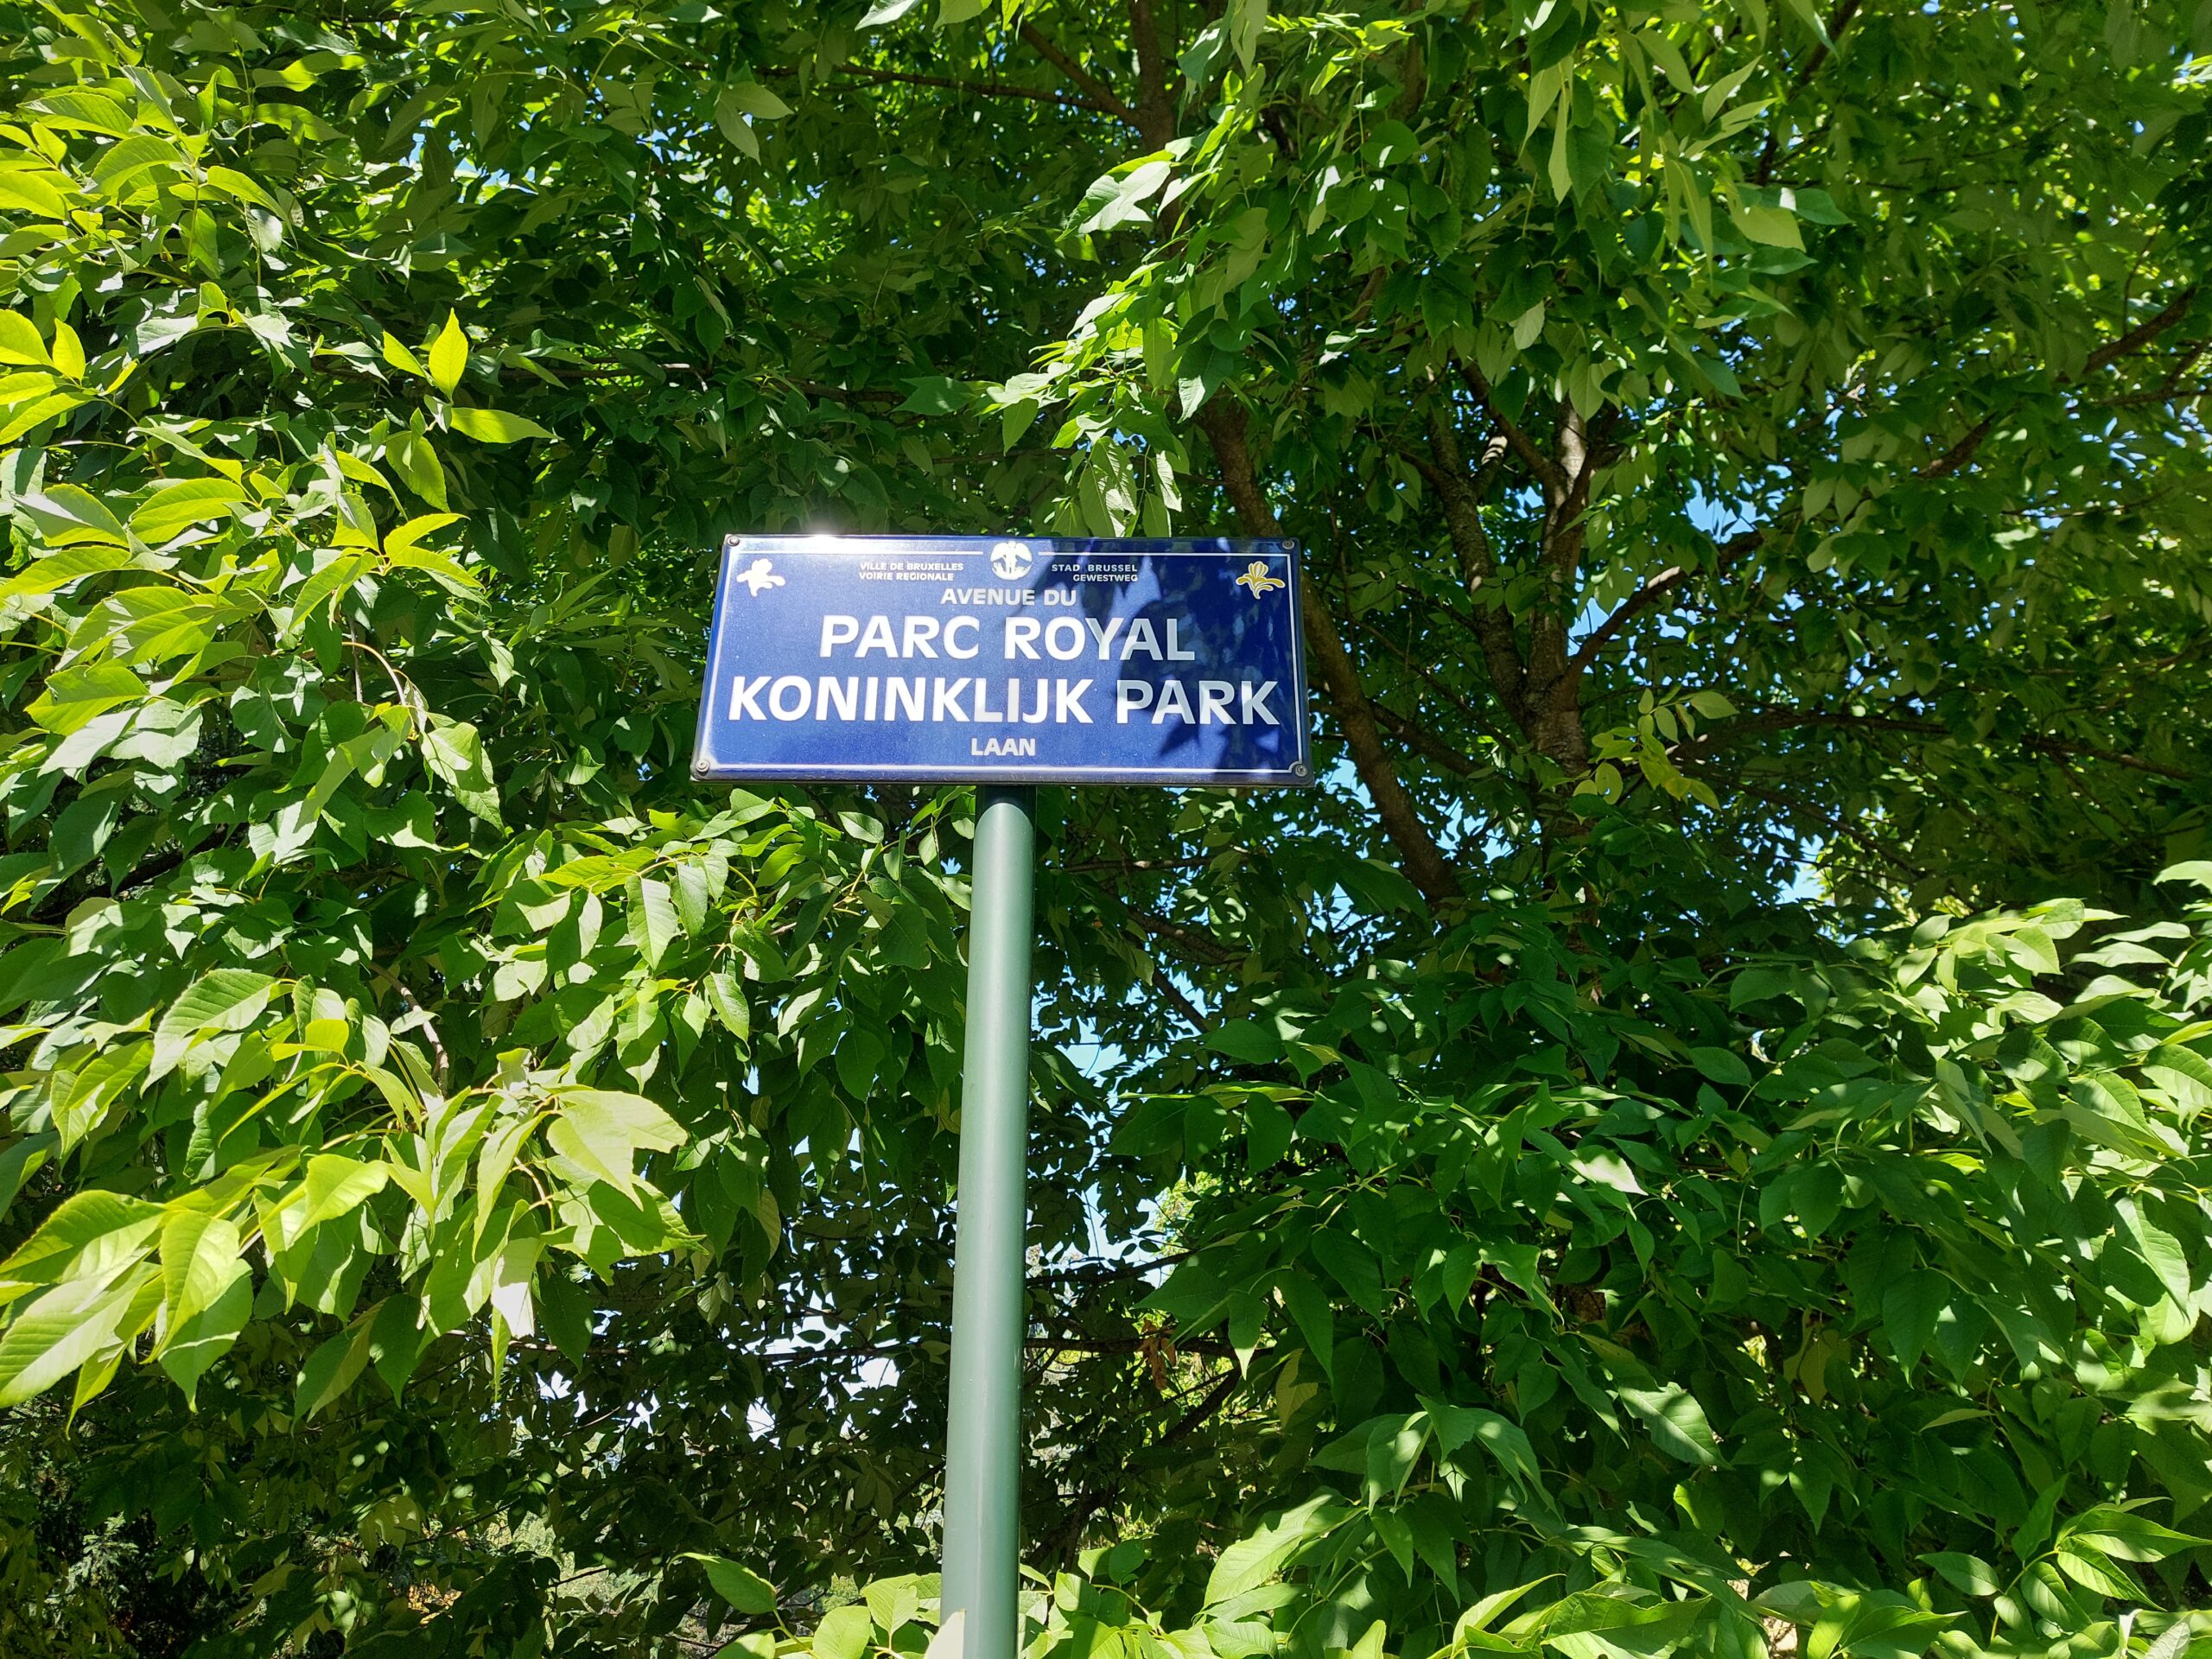 VILLE DE BRUXELLES
VOIRIE REGIONALE
STAD BRUSSEL
GEWESTWEG
AVENUE DU
PARC ROYAL
KONINKLIJK PARK
LAAN